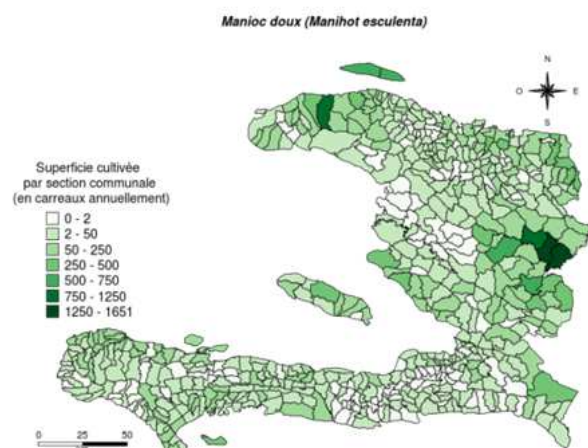 Manioc doux (Manihot esculenta)
N
O E
S
Superficie cultivée
par section communale
(en carreaux annuellement)
0 - 2
2 - 50
50 - 250
250 - 500
500 - 750
750 - 1250
1250 - 1651
0 25 50